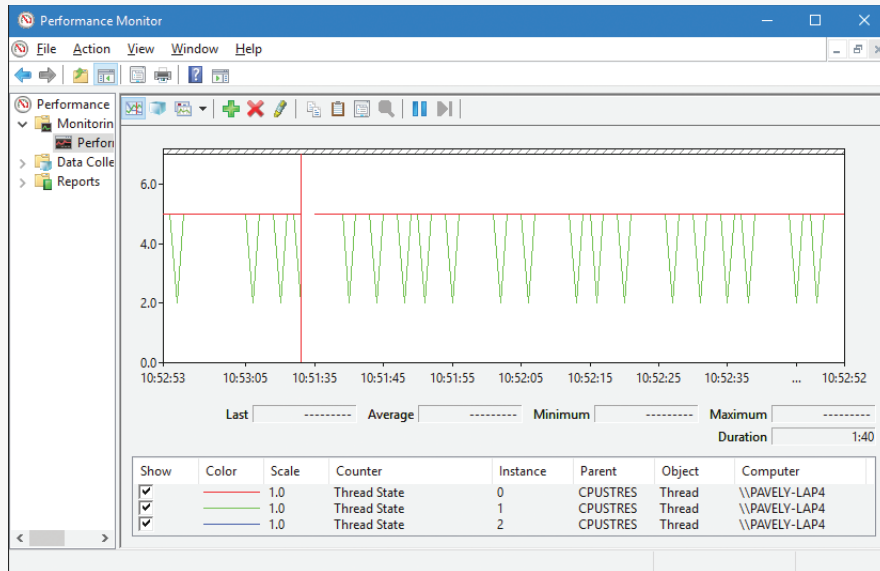 Performance Monitor
File Action View Window Help
Performance
Monitorin
Perforn
Data Colle
Reports
6.0
4.0
2.0
0.0
10:52:53 10:53:05 10:51:35 10:51:45 10:51:55 10:52:05 10:52:15 10:52:25 10:52:35 ... 10:52:52
Last --------- Average --------- Minimum --------- Maximum ---------
Duration 1:40
Show Color Scale Counter Instance Parent Object Computer
1.0 Thread State 0 CPUSTRES Thread \\PAVELY-LAP4
1.0 Thread State 1 CPUSTRES Thread \\PAVELY-LAP4
1.0 Thread State 2 CPUSTRES Thread \\PAVELY-LAP4